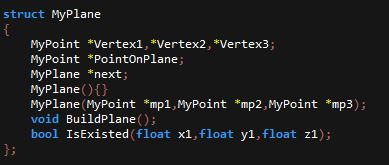 struct MyPlane
{
    MyPoint *Vertex1,*Vertex2,*Vertex3;
    MyPoint *PointOnPlane;
    MyPlane *next;
    MyPlane(){}
    MyPlane(MyPoint *mp1,MyPoint *mp2,MyPoint *mp3);
    void BuildPlane();
    bool IsExisted(float x1,float y1,float z1);
};